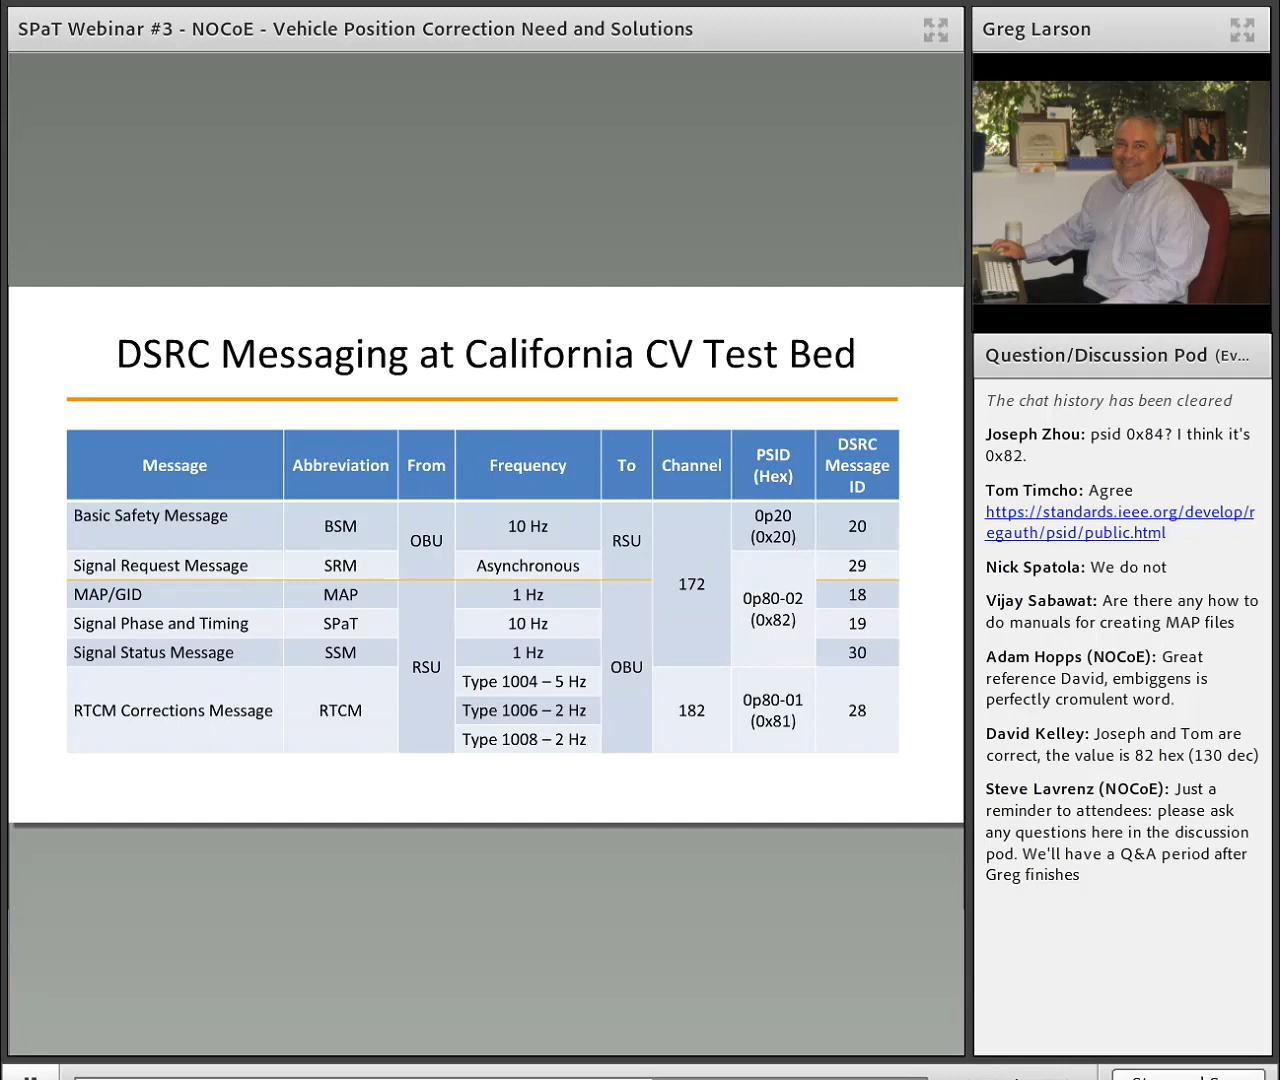 SPaT Webinar #3 - NOCoE - Vehicle Position Correction Need and Solutions
Greg Larson
DSRC Messaging at California CV Test Bed
Message Abbreviation From Frequency To Channel PSID (Hex) DSRC Message ID
Basic Safety Message BSM OBU 10 Hz RSU 172 0p20 (0x20) 20
Signal Request Message SRM Asynchronous 0p80-02 (0x82) 29
MAP/GID MAP RSU 1 Hz OBU 18
Signal Phase and Timing SPaT 10 Hz 19
Signal Status Message SSM 1 Hz 30
RTCM Corrections Message RTCM Type 1004 – 5 Hz 182 0p80-01 (0x81) 28
Type 1006 – 2 Hz
Type 1008 – 2 Hz
Question/Discussion Pod (Ev...
The chat history has been cleared
Joseph Zhou: psid 0x84? I think it's
0x82.
Tom Timcho: Agree
https://standards.ieee.org/develop/r
egauth/psid/public.html
Nick Spatola: We do not
Vijay Sabawat: Are there any how to
do manuals for creating MAP files
Adam Hopps (NOCoE): Great
reference David, embiggens is
perfectly cromulent word.
David Kelley: Joseph and Tom are
correct, the value is 82 hex (130 dec)
Steve Lavrenz (NOCoE): Just a
reminder to attendees: please ask
any questions here in the discussion
pod. We'll have a Q&A period after
Greg finishes